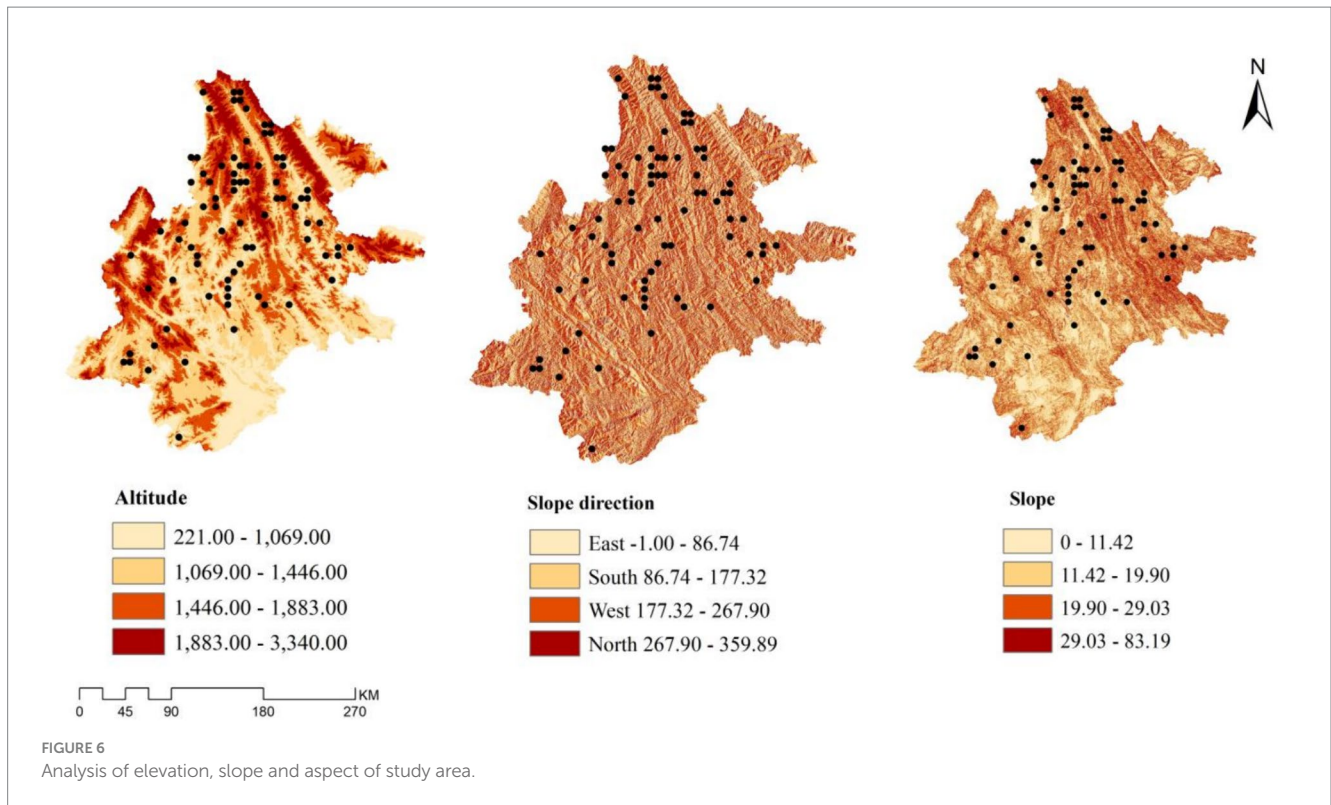 N
Altitude
221.00 - 1,069.00
1,069.00 - 1,446.00
1,446.00 - 1,883.00
1,883.00 - 3,340.00
Slope direction
East -1.00 - 86.74
South 86.74 - 177.32
West 177.32 - 267.90
North 267.90 - 359.89
Slope
0 - 11.42
11.42 - 19.90
19.90 - 29.03
29.03 - 83.19
KM
0 45 90 180 270
FIGURE 6
Analysis of elevation, slope and aspect of study area.